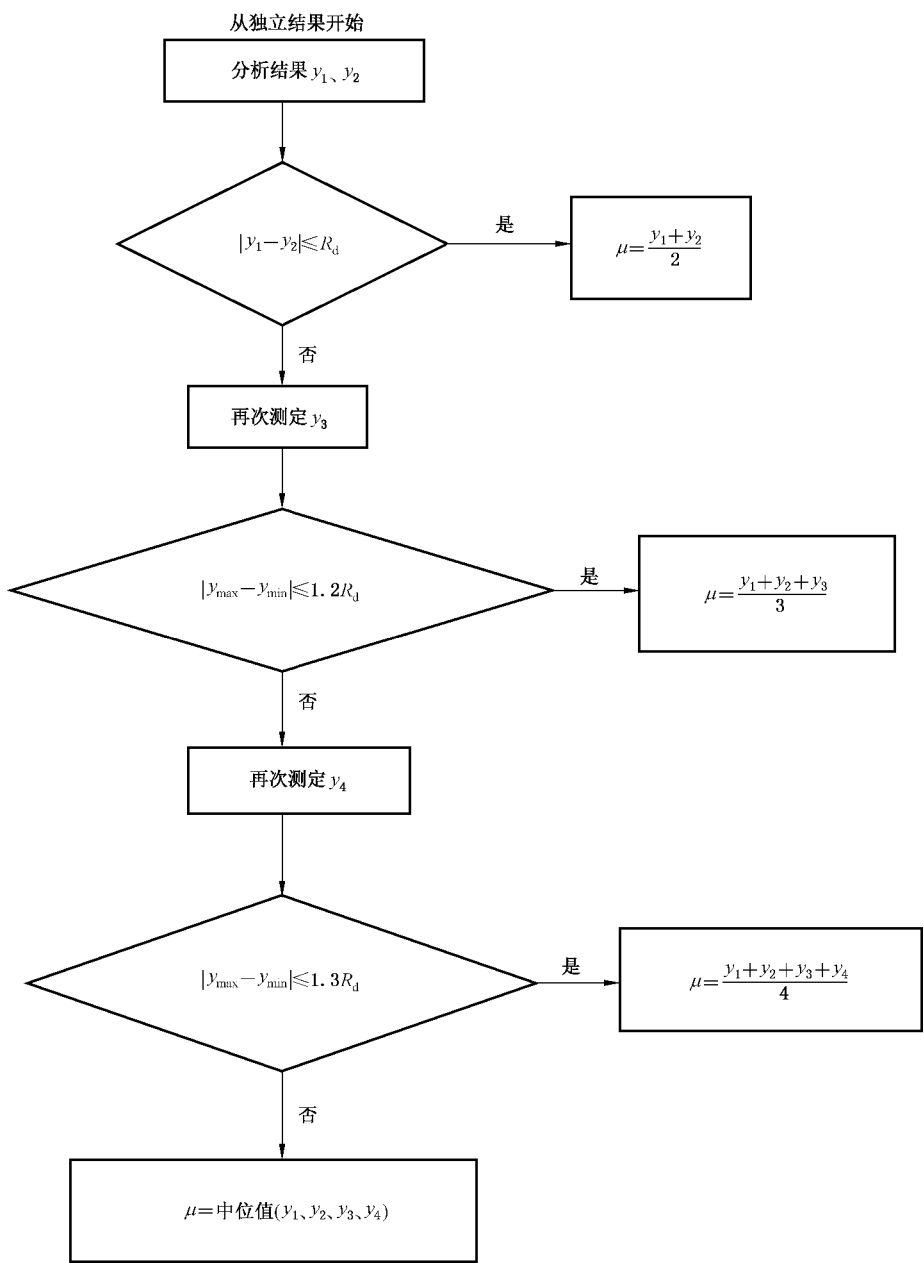 从独立结果开始
分析结果 y₁、y₂
|y₁−y₂|≤R_d
是
μ=(y₁+y₂)/2
否
再次测定 y₃
|y_max−y_min|≤1.2R_d
是
μ=(y₁+y₂+y₃)/3
否
再次测定 y₄
|y_max−y_min|≤1.3R_d
是
μ=(y₁+y₂+y₃+y₄)/4
否
μ=中位值(y₁、y₂、y₃、y₄)